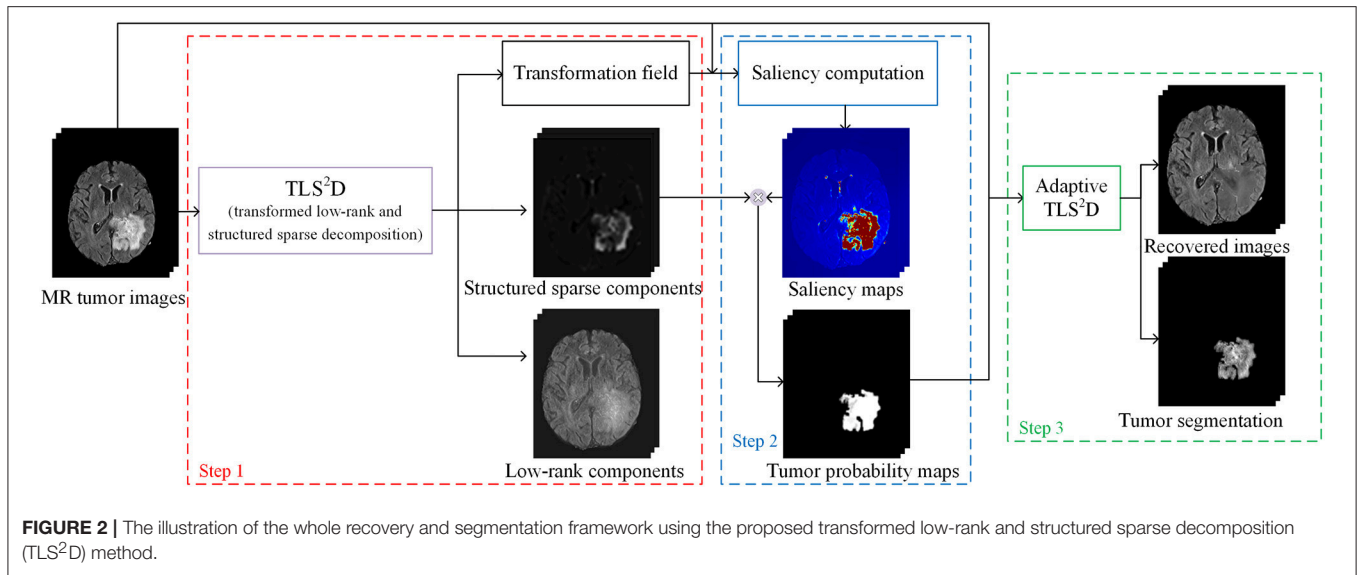 Transformation field
Saliency computation
TLS²D
(transformed low-rank and
structured sparse decomposition)
Adaptive
TLS²D
MR tumor images
Structured sparse components
Saliency maps
Recovered images
Low-rank components
Tumor probability maps
Tumor segmentation
Step 1
Step 2
Step 3
FIGURE 2 | The illustration of the whole recovery and segmentation framework using the proposed transformed low-rank and structured sparse decomposition
(TLS²D) method.